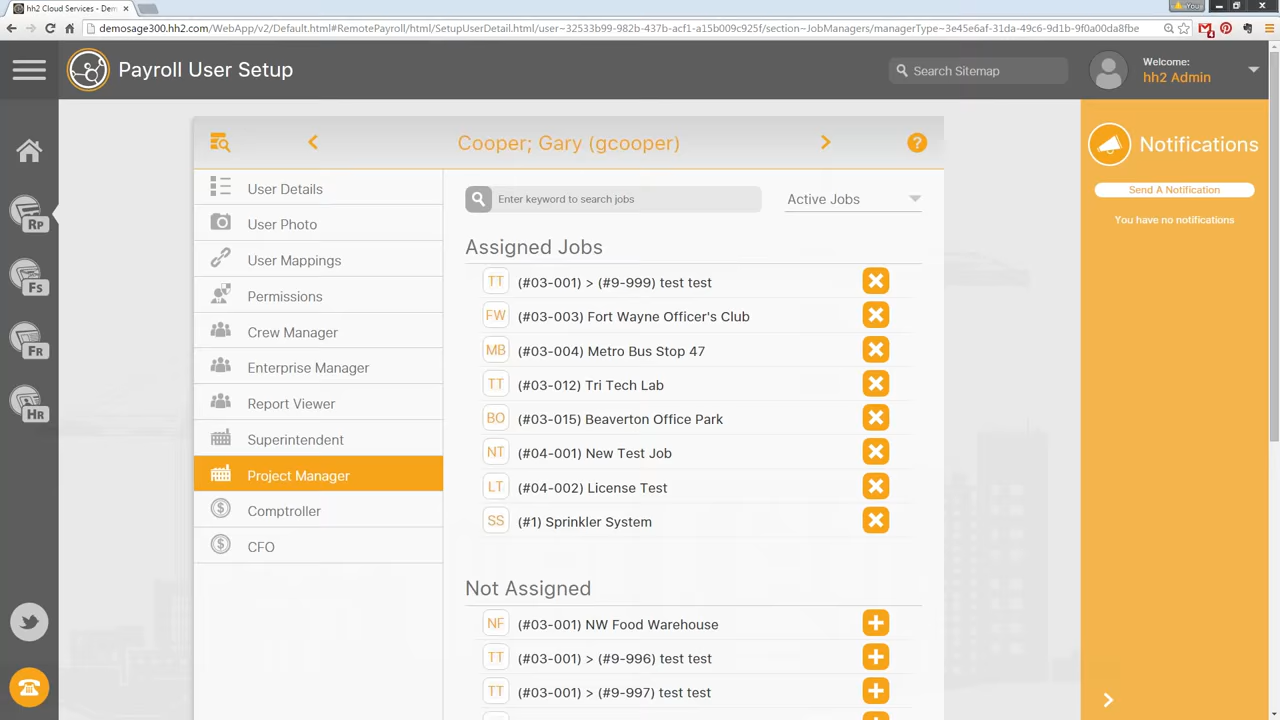 hh2 Cloud Services - Dem
You
demosage300.hh2.com/WebApp/v2/Default.html#RemotePayroll/html/SetupUserDetail.html/user~32533b99-982b-437b-acf1-a15b009c925f/section~JobManagers/managerType~3e45e6af-31da-49c6-9d1b-9f0a00da8fbe
4
Payroll User Setup
Search Sitemap
Welcome:
hh2 Admin
Rp
Fs
Fr
Hr
Cooper; Gary (gcooper)
?
User Details
User Photo
User Mappings
Permissions
Crew Manager
Enterprise Manager
Report Viewer
Superintendent
Project Manager
Comptroller
CFO
Enter keyword to search jobs
Active Jobs
Assigned Jobs
TT (#03-001) > (#9-999) test test
FW (#03-003) Fort Wayne Officer's Club
MB (#03-004) Metro Bus Stop 47
TT (#03-012) Tri Tech Lab
BO (#03-015) Beaverton Office Park
NT (#04-001) New Test Job
LT (#04-002) License Test
SS (#1) Sprinkler System
Not Assigned
NF (#03-001) NW Food Warehouse
TT (#03-001) > (#9-996) test test
TT (#03-001) > (#9-997) test test
Notifications
Send A Notification
You have no notifications